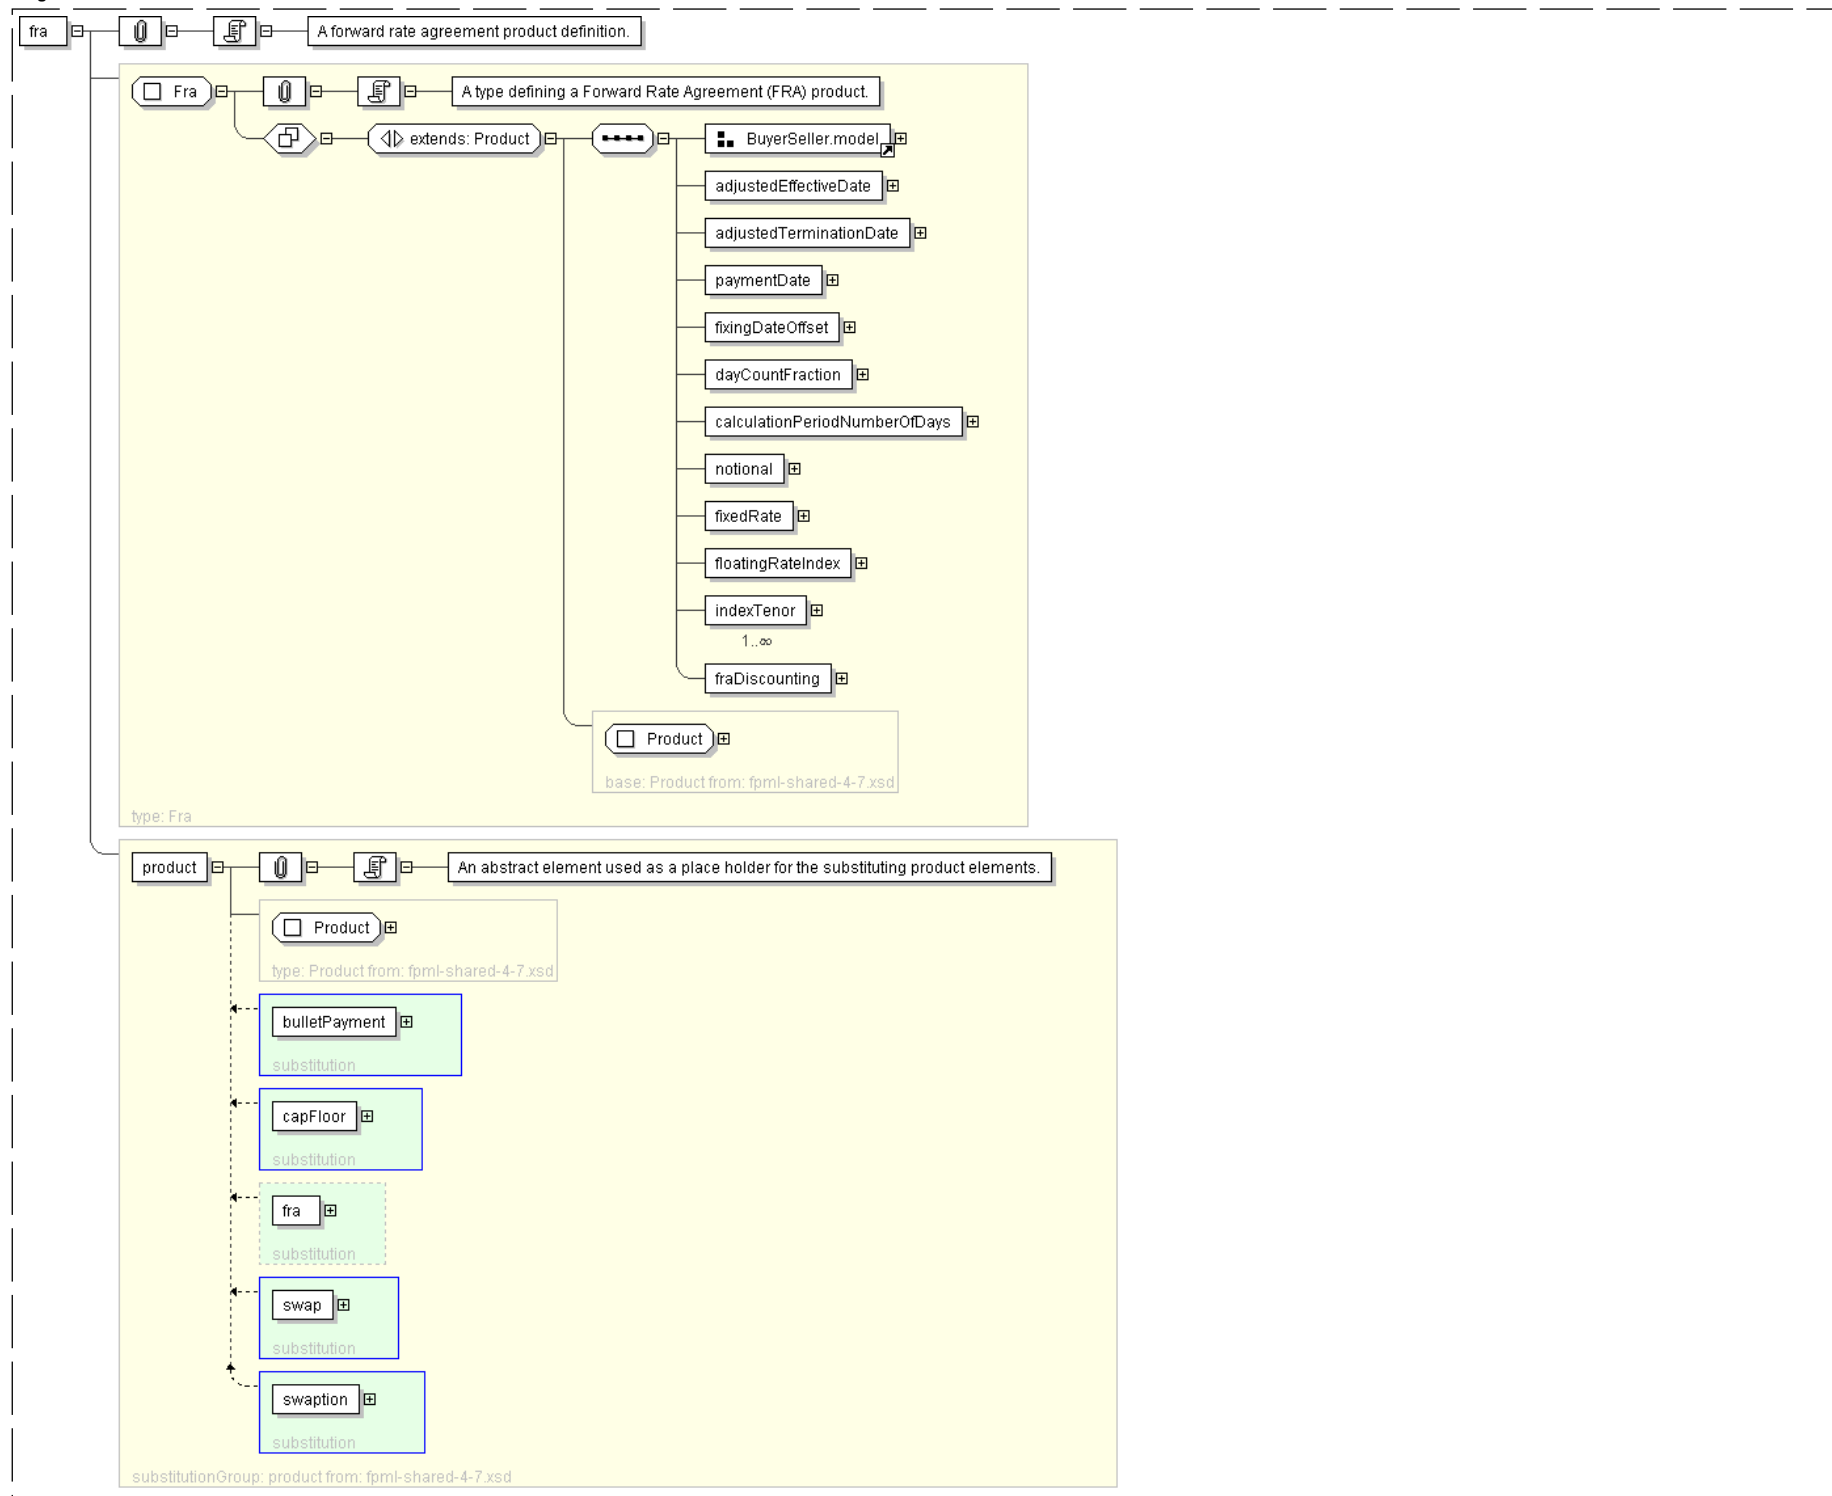 fra
A forward rate agreement product definition.
Fra
A type defining a Forward Rate Agreement (FRA) product.
extends: Product
BuyerSeller.model
adjustedEffectiveDate
adjustedTerminationDate
paymentDate
fixingDateOffset
dayCountFraction
calculationPeriodNumberOfDays
notional
fixedRate
floatingRateIndex
indexTenor
1..∞
fraDiscounting
Product
base: Product from: fpml-shared-4-7.xsd
type: Fra
product
An abstract element used as a place holder for the substituting product elements.
Product
type: Product from: fpml-shared-4-7.xsd
bulletPayment
substitution
capFloor
substitution
fra
substitution
swap
substitution
swaption
substitution
substitutionGroup: product from: fpml-shared-4-7.xsd